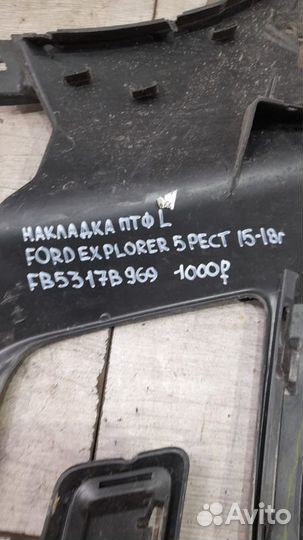 НАКЛАДКА ПТФ L
FORD EXPLORER 5 РЕСТ 15-18г
FB5317B969 1000₽
Avito